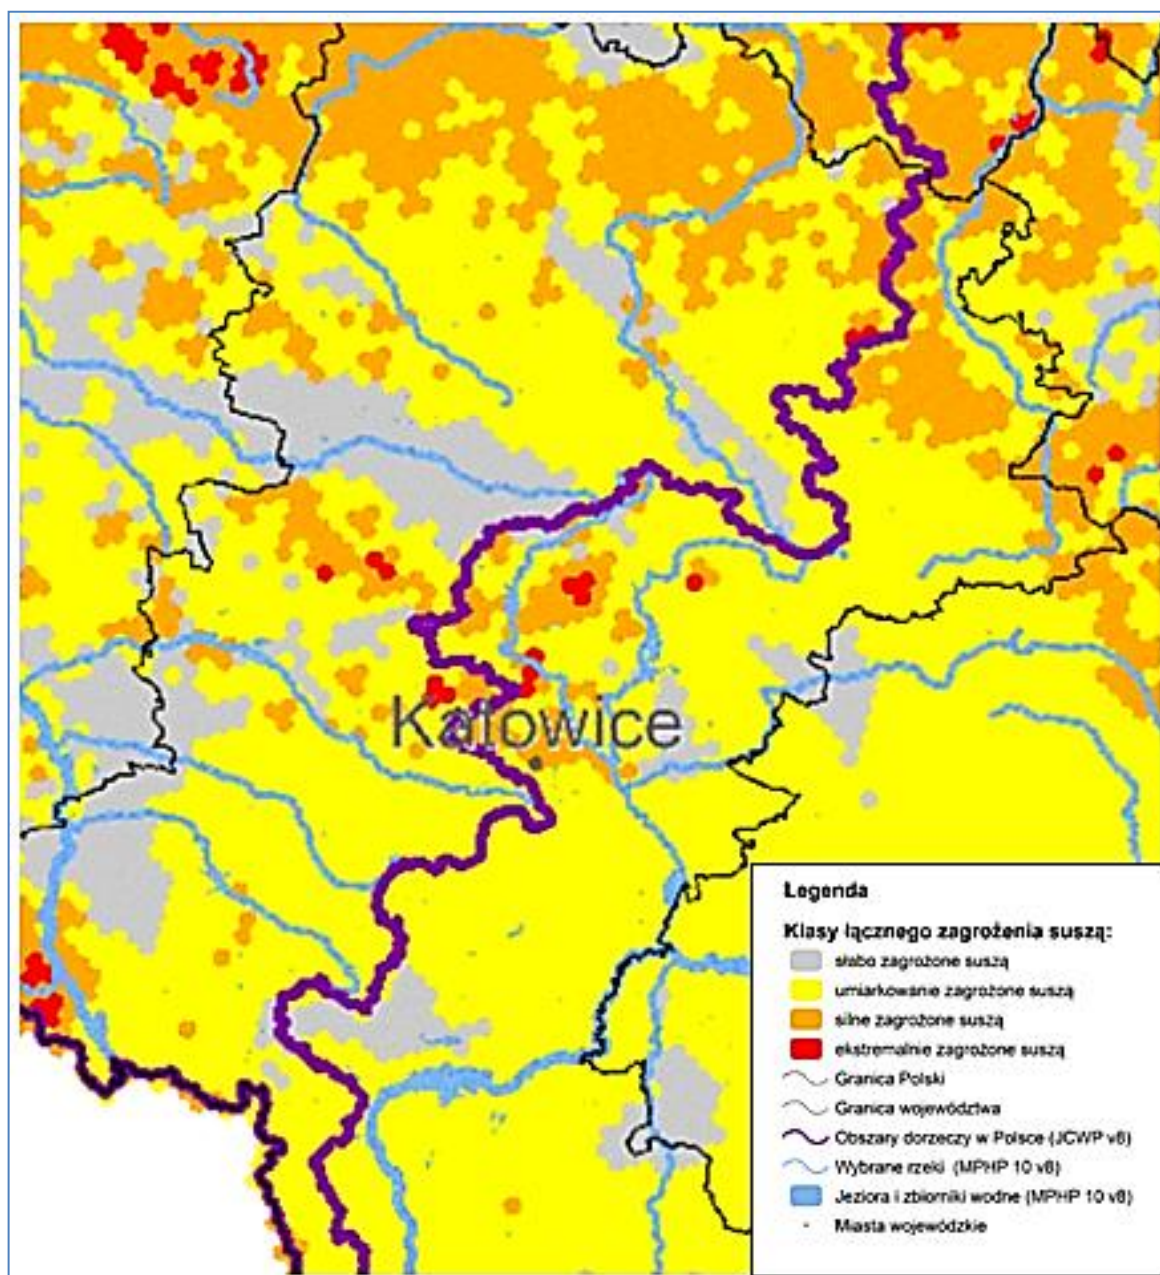 Katowice
Legenda
Klasy łącznego zagrożenia suszą:
słabo zagrożone suszą
umiarkowanie zagrożone suszą
silne zagrożone suszą
ekstremalnie zagrożone suszą
Granica Polski
Granica województwa
Obszary dorzeczy w Polsce (JCWP v8)
Wybrane rzeki (MPHP 10 v8)
Jeziora i zbiorniki wodne (MPHP 10 v8)
Miasta wojewódzkie